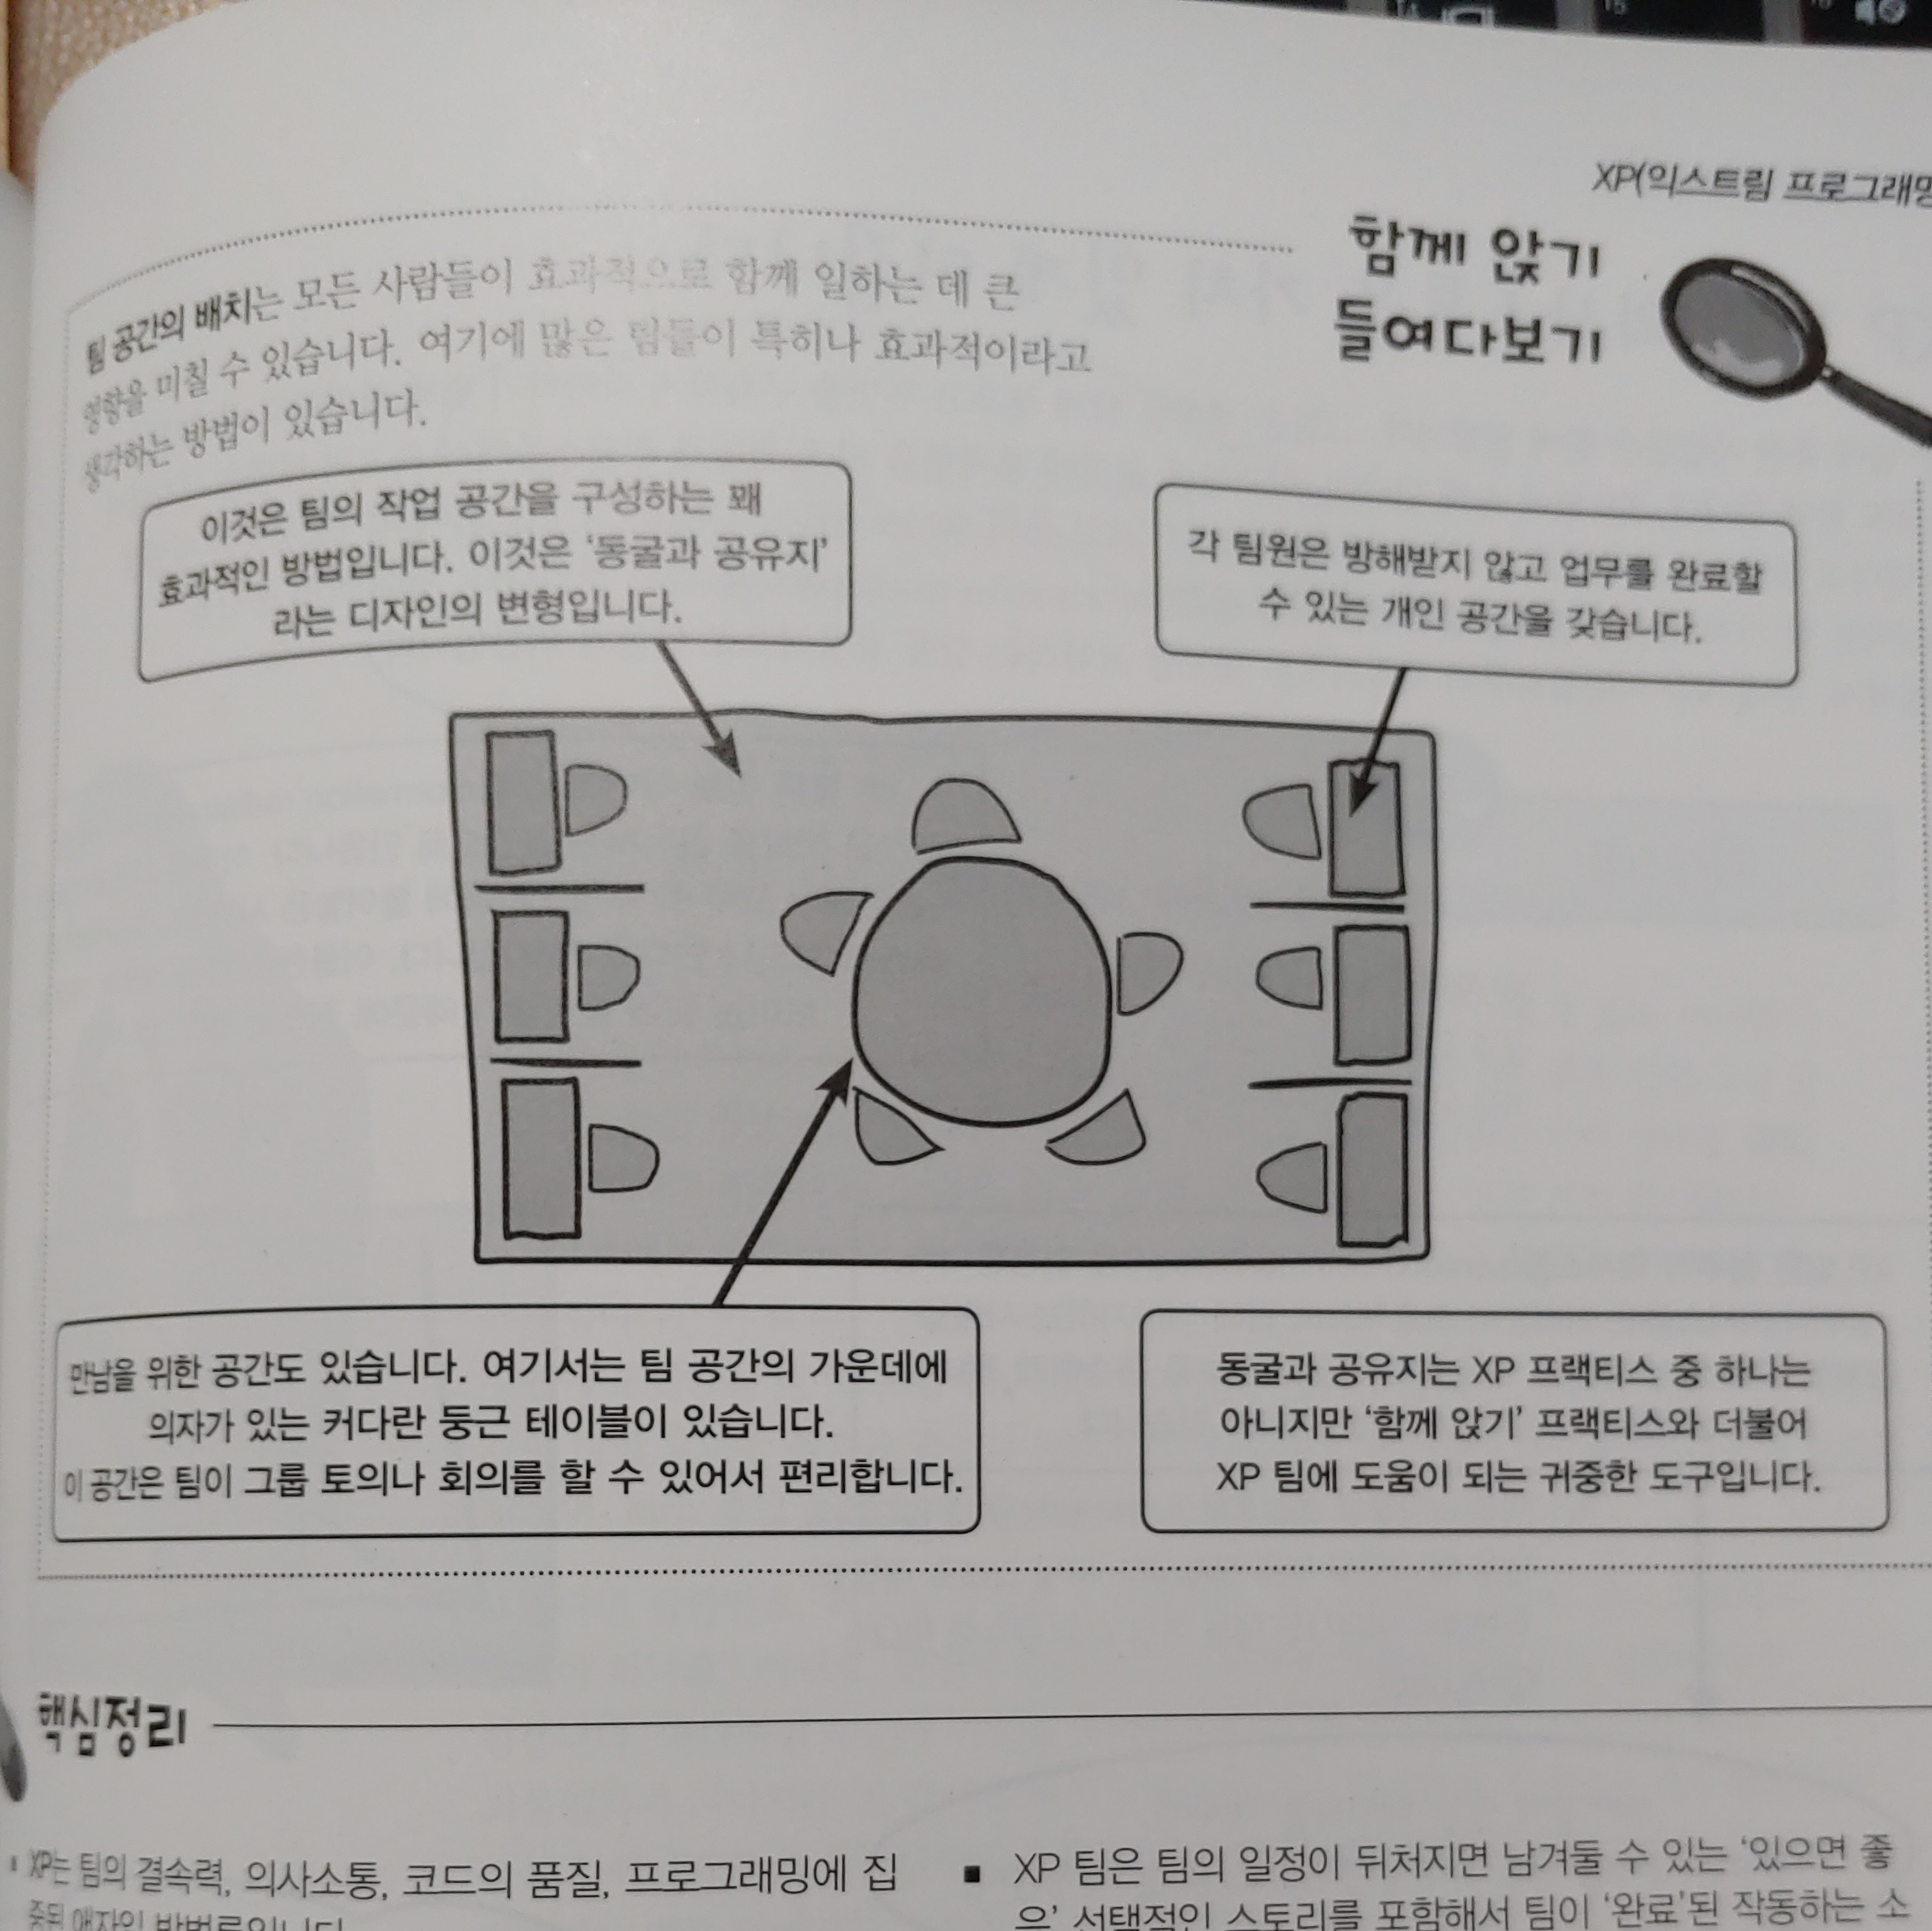 XP(익스트림 프로그래밍
함께 앉기
들여다보기
팀 공간의 배치는 모든 사람들이 효과적으로 함께 일하는 데 큰
영향을 미칠 수 있습니다. 여기에 많은 팀들이 특히나 효과적이라고
생각하는 방법이 있습니다.
이것은 팀의 작업 공간을 구성하는 꽤
효과적인 방법입니다. 이것은 ‘동굴과 공유지’
라는 디자인의 변형입니다.
각 팀원은 방해받지 않고 업무를 완료할
수 있는 개인 공간을 갖습니다.
만남을 위한 공간도 있습니다. 여기서는 팀 공간의 가운데에
의자가 있는 커다란 둥근 테이블이 있습니다.
이 공간은 팀이 그룹 토의나 회의를 할 수 있어서 편리합니다.
동굴과 공유지는 XP 프랙티스 중 하나는
아니지만 ‘함께 앉기’ 프랙티스와 더불어
XP 팀에 도움이 되는 귀중한 도구입니다.
핵심정리
XP는 팀의 결속력, 의사소통, 코드의 품질, 프로그래밍에 집
중된 애자일 방법론입니다
■ XP 팀은 팀의 일정이 뒤처지면 남겨둘 수 있는 ‘있으면 좋
은’ 선택적인 스토리를 포함해서 팀이 ‘완료’된 작동하는 소